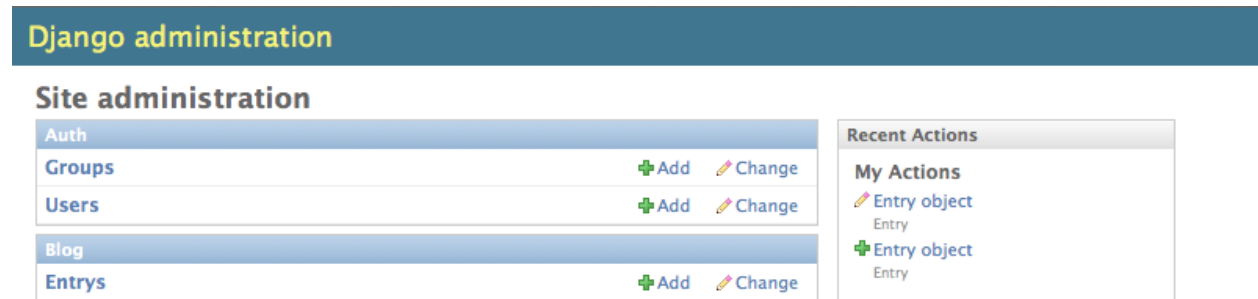 Django administration
Site administration
Auth
Groups Add Change
Users Add Change
Blog
Entrys Add Change
Recent Actions
My Actions
Entry object
Entry
Entry object
Entry